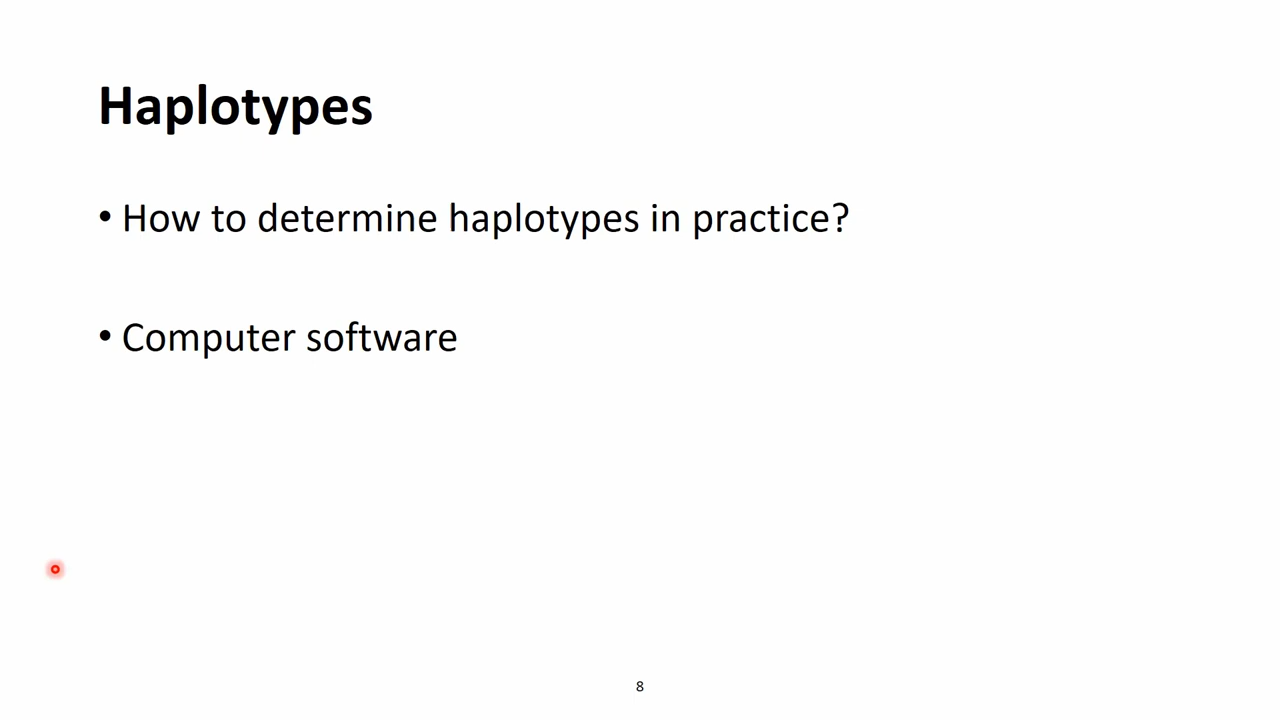 Haplotypes
• How to determine haplotypes in practice?
• Computer software
8